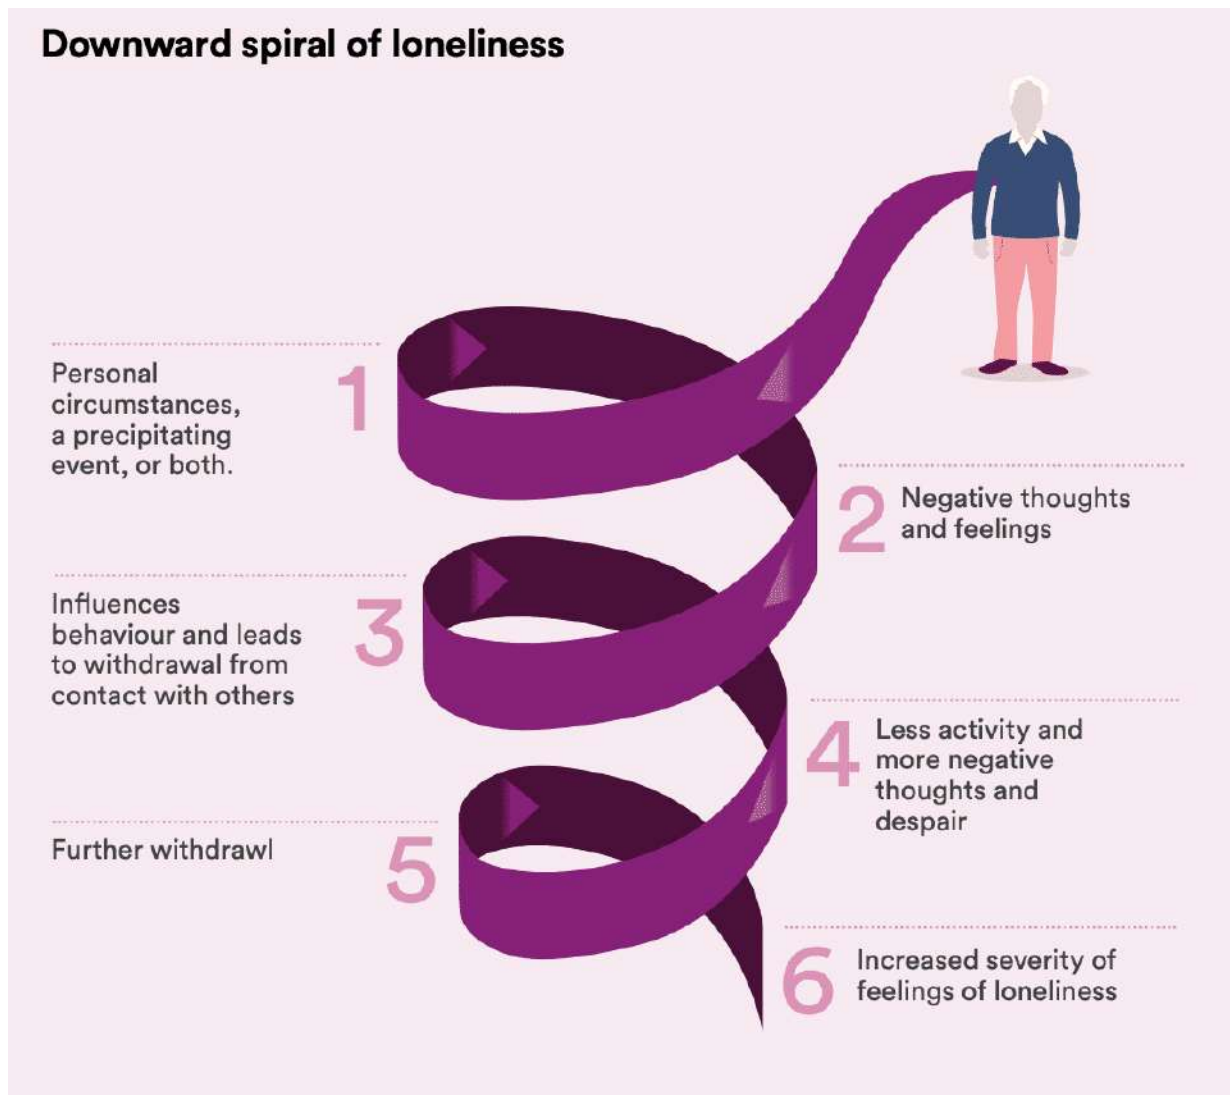 Downward spiral of loneliness
1
Personal
circumstances,
a precipitating
event, or both.
2
Negative thoughts
and feelings
3
Influences
behaviour and leads
to withdrawal from
contact with others
4
Less activity and
more negative
thoughts and
despair
5
Further withdrawl
6
Increased severity of
feelings of loneliness